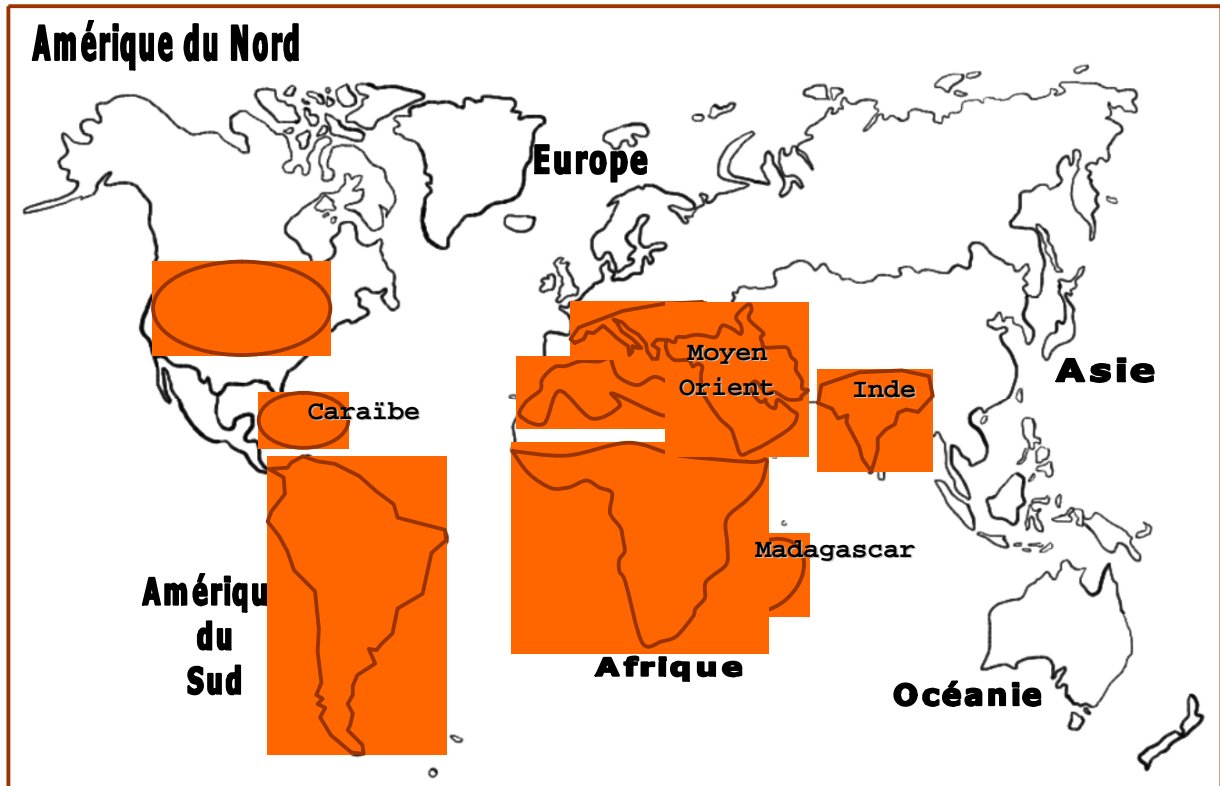 Amérique du Nord
Europe
Moyen
Orient
Inde
Asie
Caraïbe
Madagascar
Amériqu
du
Sud
Afrique
Océanie